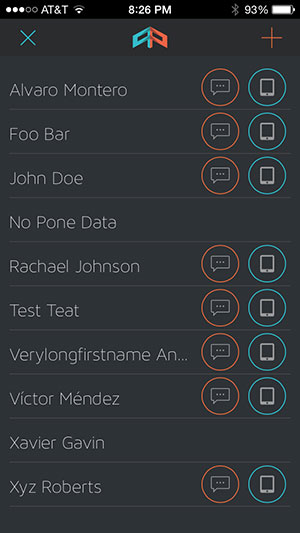 AT&T 8:26 PM 93%
Alvaro Montero
Foo Bar
John Doe
No Pone Data
Rachael Johnson
Test Teat
Verylongfirstname An...
Víctor Méndez
Xavier Gavin
Xyz Roberts